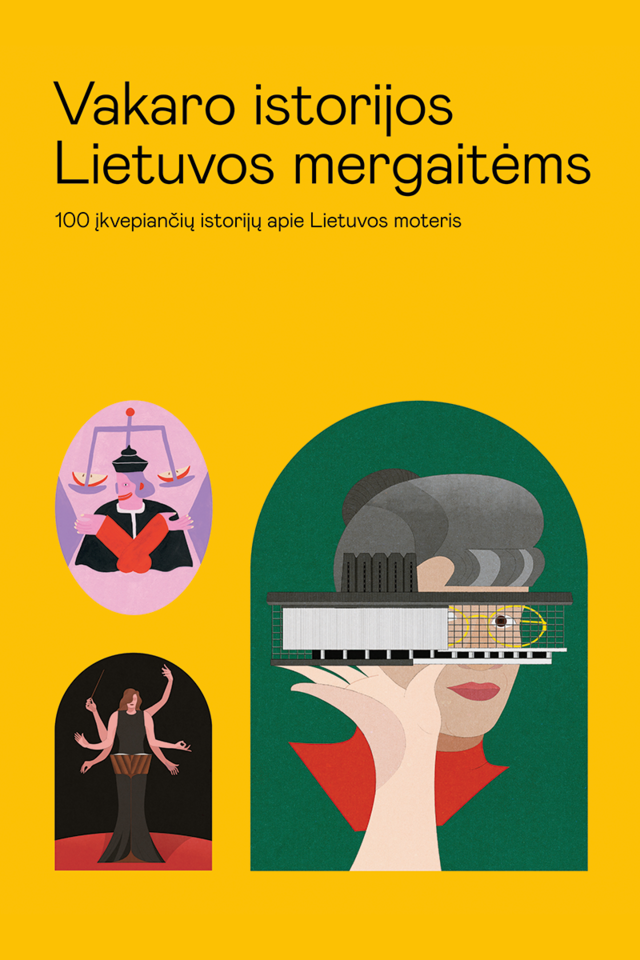 Vakaro istorijos
Lietuvos mergaitėms
100 įkvepiančių istorijų apie Lietuvos moteris